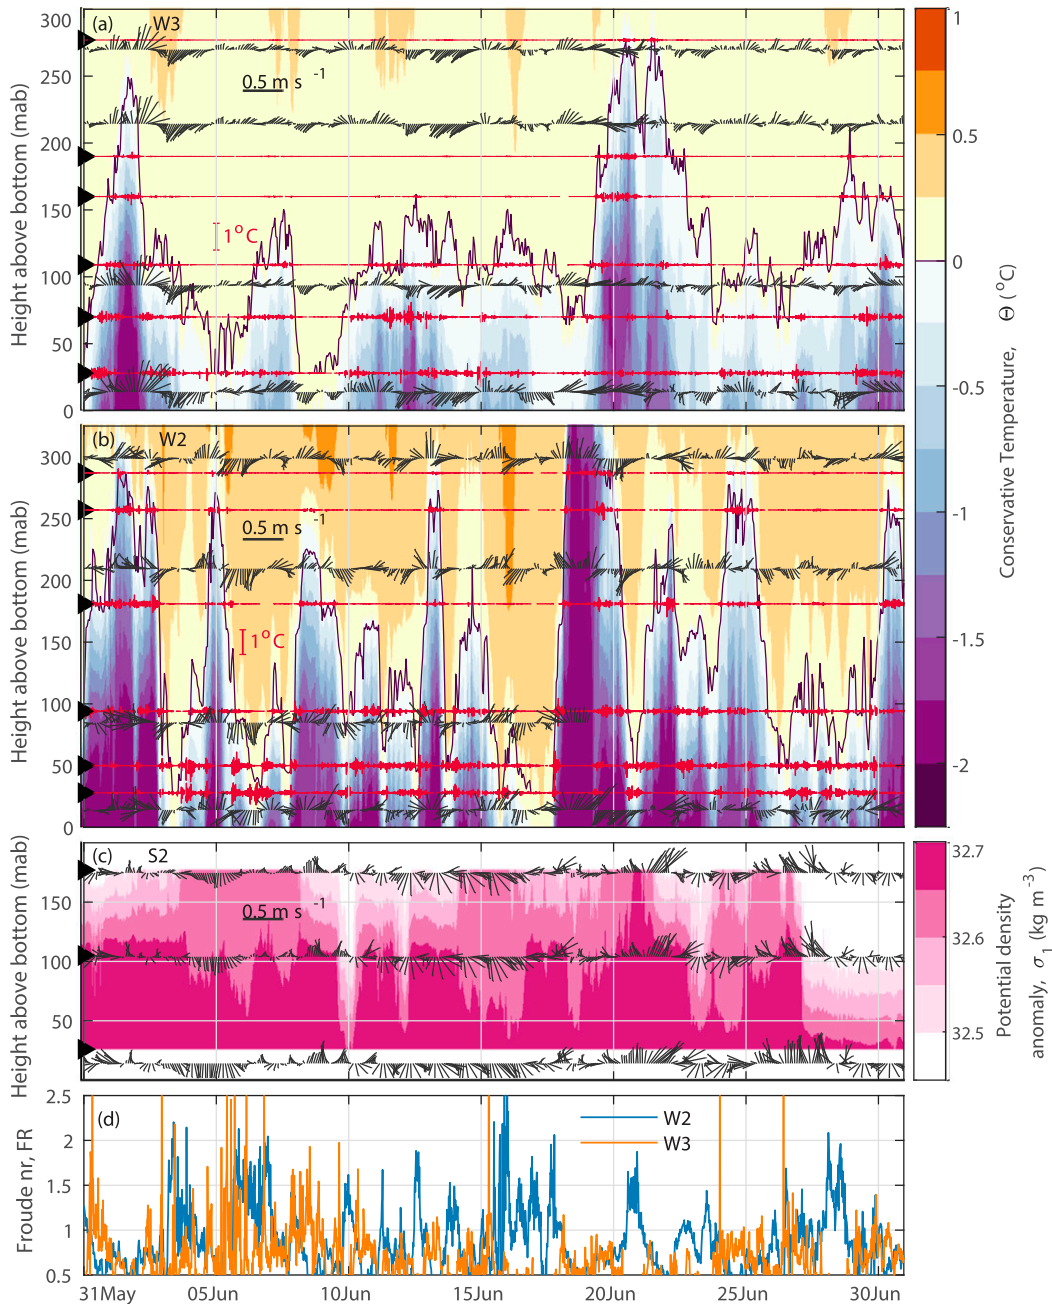 (a) W3
300
250
200
150
100
50
0
Height above bottom (mab)
0.5 m s -1
1°C
(b) W2
300
250
200
150
100
50
0
Height above bottom (mab)
0.5 m s -1
1°C
1
0.5
0
-0.5
-1
-1.5
-2
Conservative Temperature, Θ (°C)
(c) S2
150
100
50
Height above bottom (mab)
0.5 m s -1
32.7
32.6
32.5
Potential density
anomaly, σ1 (kg m-3)
(d)
W2
W3
2.5
2
1.5
1
0.5
Froude nr, FR
31May 05Jun 10Jun 15Jun 20Jun 25Jun 30Jun